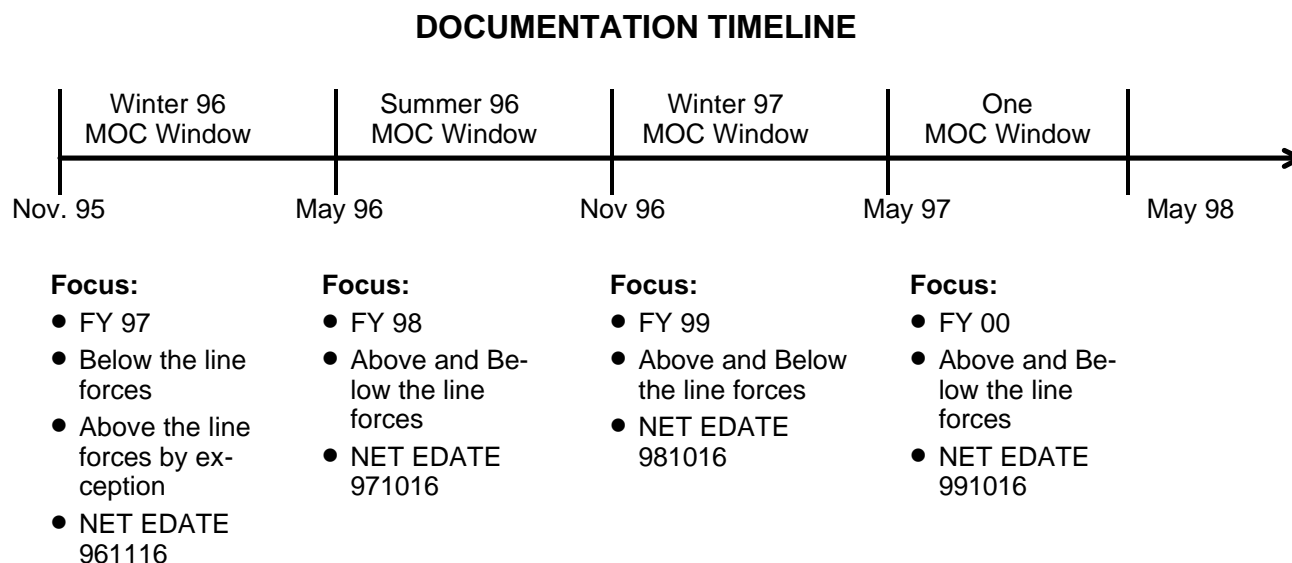 DOCUMENTATION TIMELINE
Winter 96
MOC Window
Summer 96
MOC Window
Winter 97
MOC Window
One
MOC Window
Nov. 95
May 96
Nov 96
May 97
May 98
Focus:
● FY 97
● Below the line
forces
● Above the line
forces by ex-
ception
● NET EDATE
961116
Focus:
● FY 98
● Above and Be-
low the line
forces
● NET EDATE
971016
Focus:
● FY 99
● Above and Below
the line forces
● NET EDATE
981016
Focus:
● FY 00
● Above and Be-
low the line
forces
● NET EDATE
991016